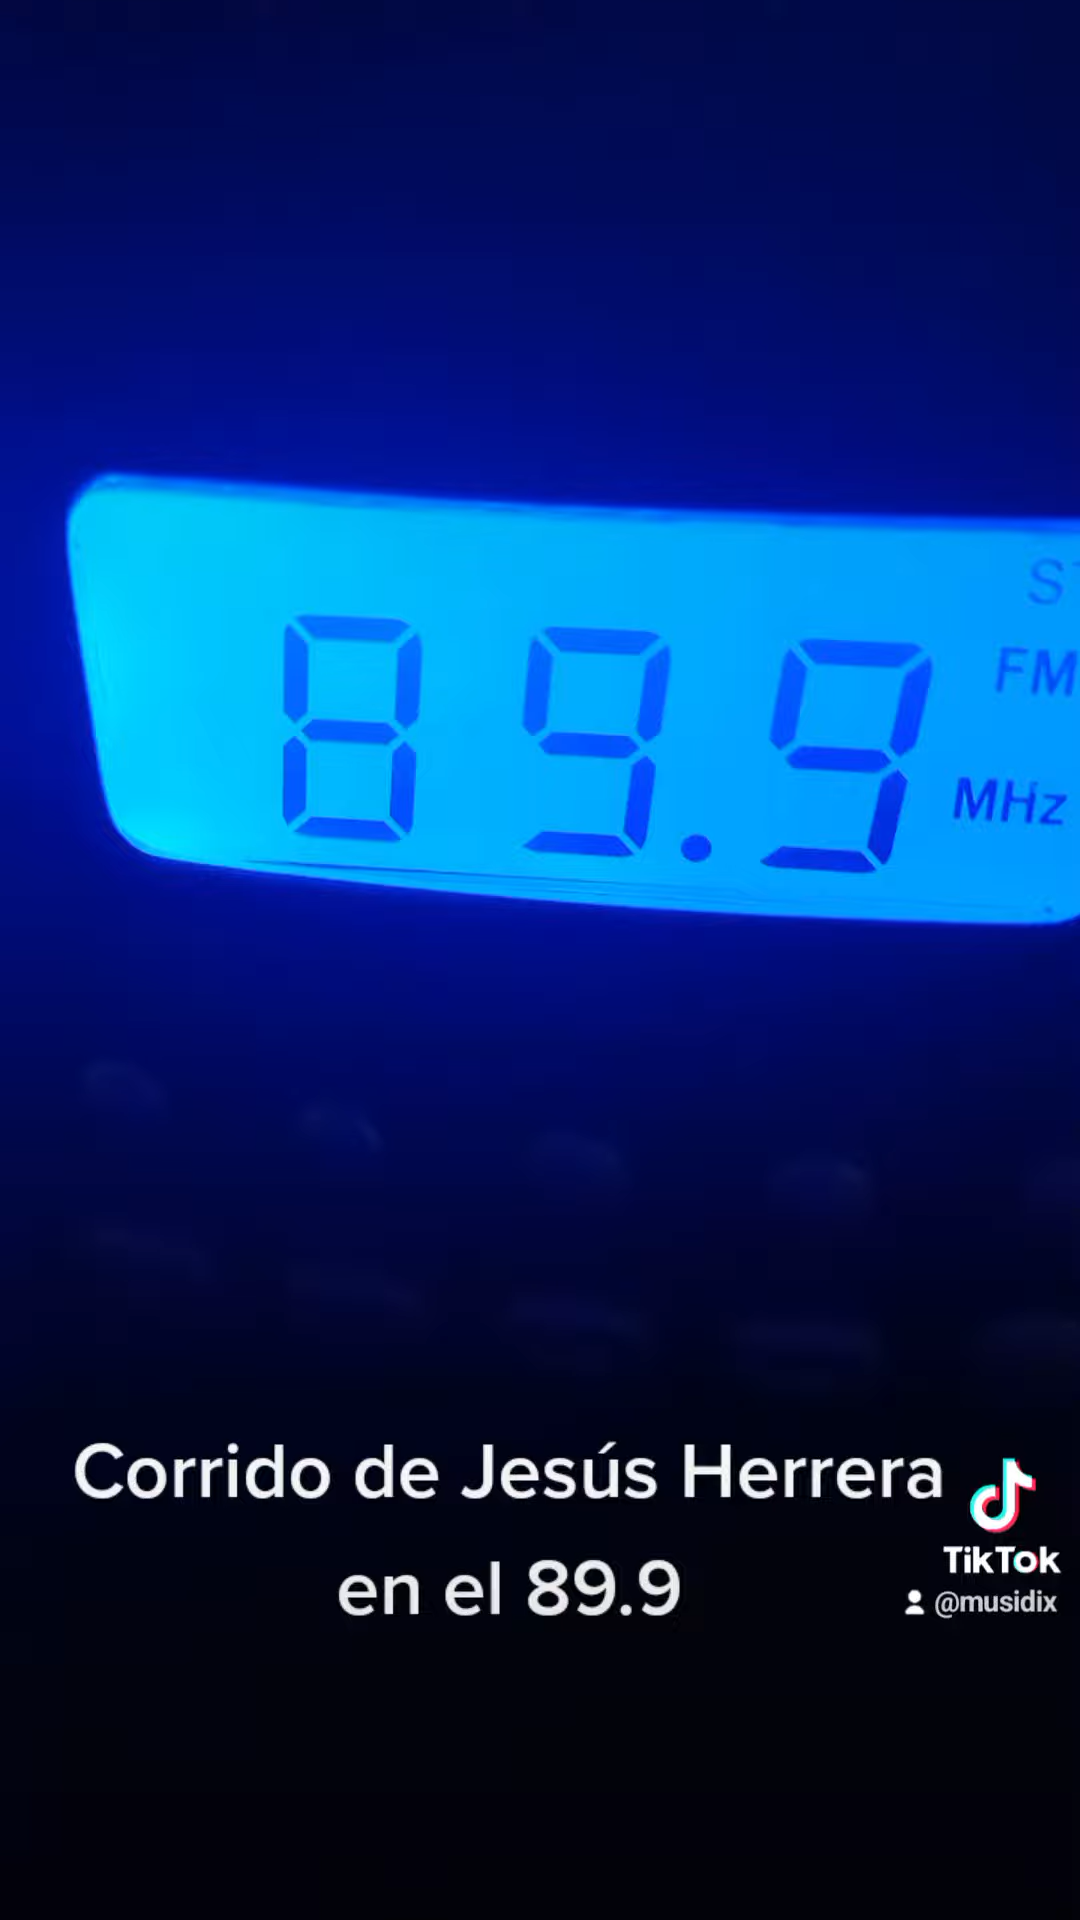 FM
89.9 MHz
Corrido de Jesús Herrera
en el 89.9
TikTok
@musidix